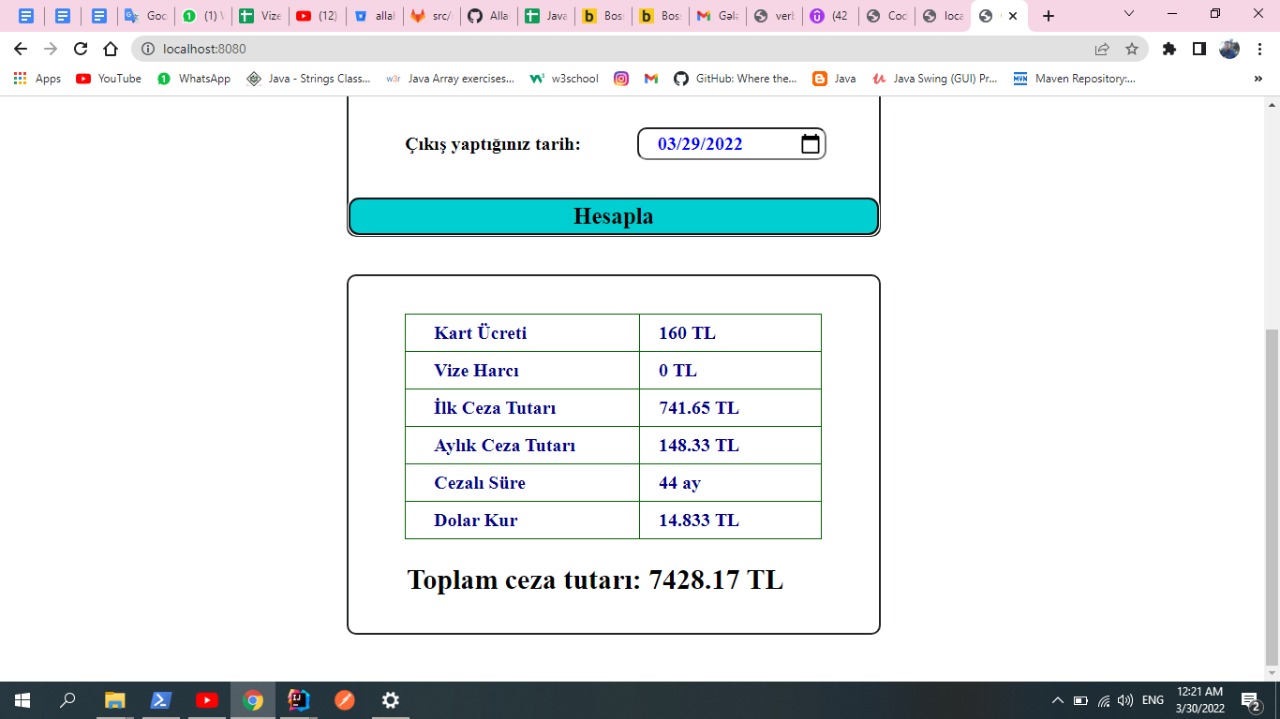 Goc
(1) \
Vize
(12)
allal
src/
Alla
Java
Bos
Bos
Gəla
verl
(42
Coc
loca
localhost:8080
Apps
YouTube
WhatsApp
Java - Strings Class...
Java Array exercises...
w3school
GitHub: Where the...
Java
Java Swing (GUI) Pr...
Maven Repository:...
»
Çıkış yaptığınız tarih: 03/29/2022
Hesapla
Kart Ücreti 160 TL
Vize Harcı 0 TL
İlk Ceza Tutarı 741.65 TL
Aylık Ceza Tutarı 148.33 TL
Cezalı Süre 44 ay
Dolar Kur 14.833 TL
Toplam ceza tutarı: 7428.17 TL
ENG
12:21 AM
3/30/2022
2